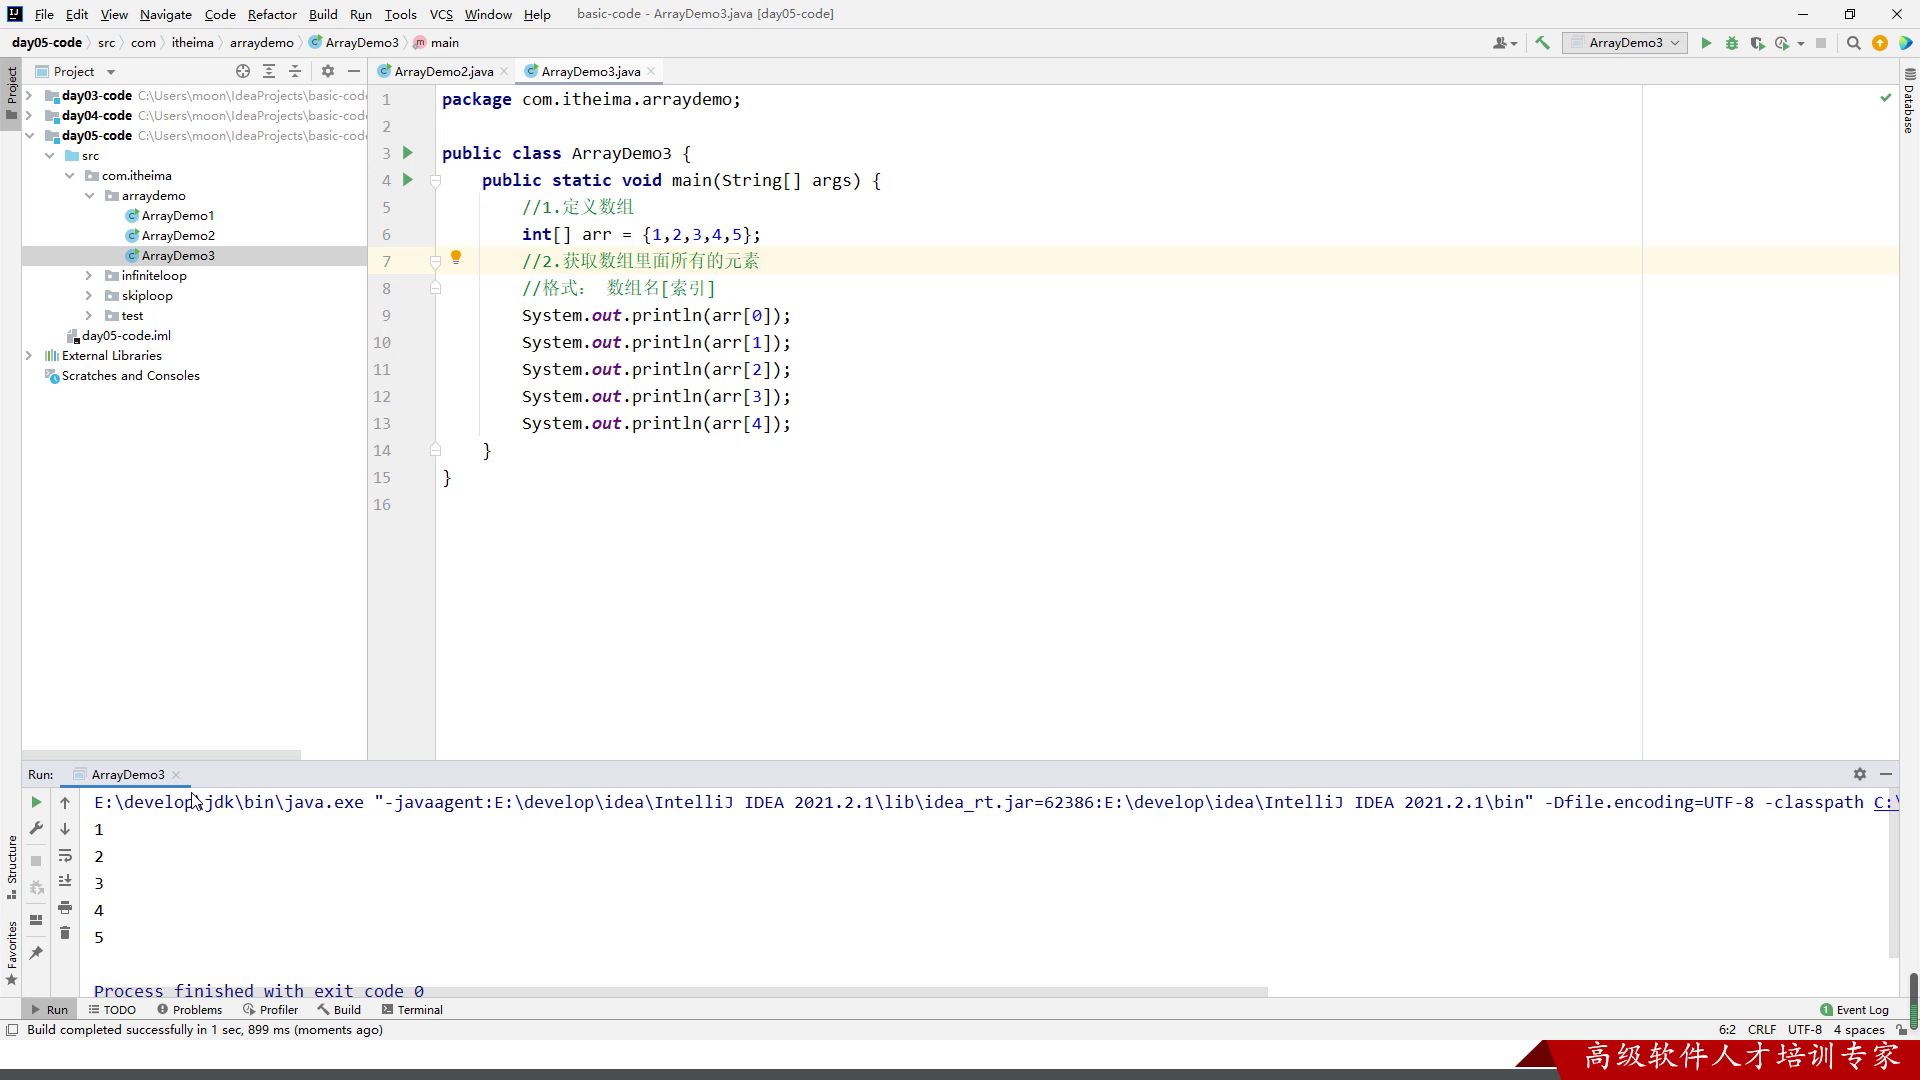 File Edit View Navigate Code Refactor Build Run Tools VCS Window Help basic-code - ArrayDemo3.java [day05-code]
day05-code src com itheima arraydemo ArrayDemo3 main ArrayDemo3
Project
Project
ArrayDemo2.java ArrayDemo3.java
Database
day03-code C:\Users\moon\IdeaProjects\basic-cod
day04-code C:\Users\moon\IdeaProjects\basic-cod
day05-code C:\Users\moon\IdeaProjects\basic-cod
src
com.itheima
arraydemo
ArrayDemo1
ArrayDemo2
ArrayDemo3
infiniteloop
skiploop
test
day05-code.iml
External Libraries
Scratches and Consoles
1 package com.itheima.arraydemo;
2
3 public class ArrayDemo3 {
4 public static void main(String[] args) {
5 //1.定义数组
6 int[] arr = {1,2,3,4,5};
7 //2.获取数组里面所有的元素
8 //格式： 数组名[索引]
9 System.out.println(arr[0]);
10 System.out.println(arr[1]);
11 System.out.println(arr[2]);
12 System.out.println(arr[3]);
13 System.out.println(arr[4]);
14 }
15 }
16
Run: ArrayDemo3
E:\develop\jdk\bin\java.exe "-javaagent:E:\develop\idea\IntelliJ IDEA 2021.2.1\lib\idea_rt.jar=62386:E:\develop\idea\IntelliJ IDEA 2021.2.1\bin" -Dfile.encoding=UTF-8 -classpath C:\
1
2
3
4
5
Process finished with exit code 0
Structure
Favorites
Run TODO Problems Profiler Build Terminal 1 Event Log
Build completed successfully in 1 sec, 899 ms (moments ago) 6:2 CRLF UTF-8 4 spaces
高级软件人才培训专家